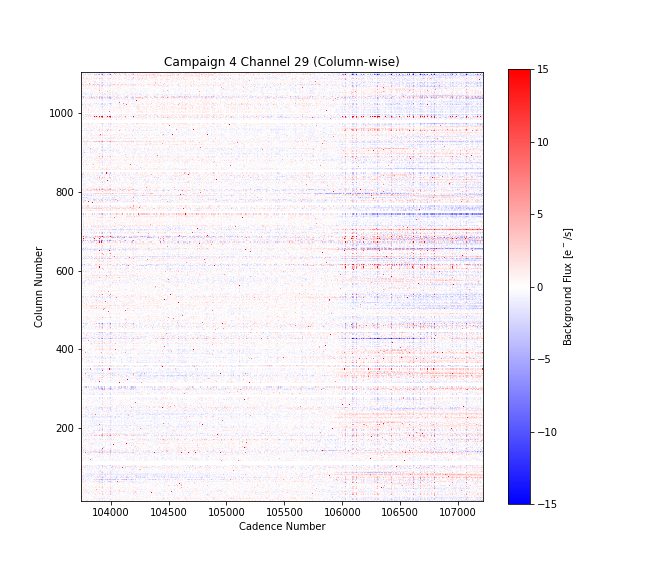 Campaign 4 Channel 29 (Column-wise)
1000
800
600
400
200
Column Number
104000 104500 105000 105500 106000 106500 107000
Cadence Number
15
10
5
0
−5
−10
−15
Background Flux [e⁻/s]